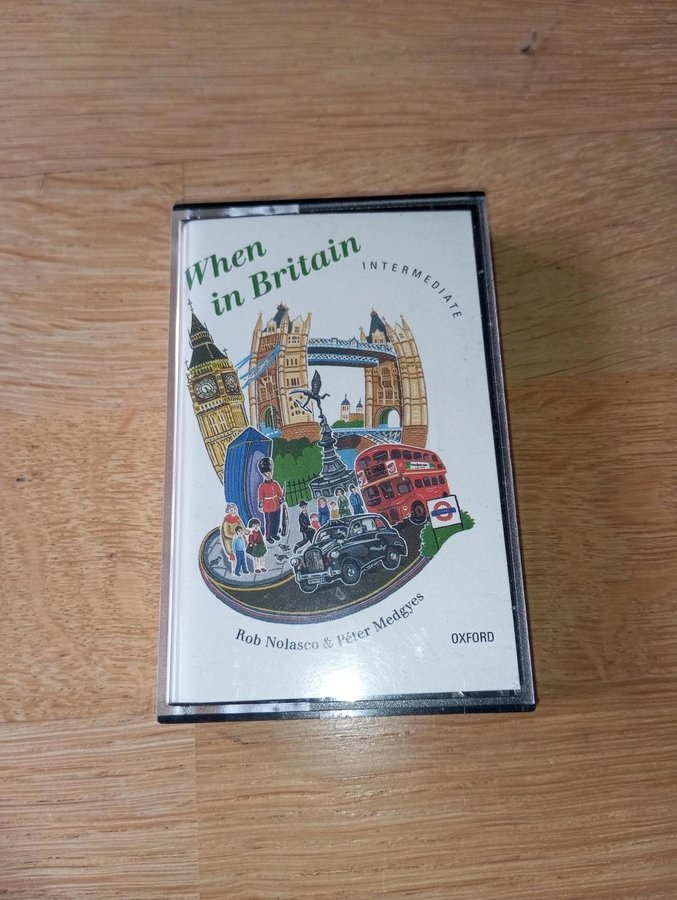 When
in Britain
INTERMEDIATE
Rob Nolasco & Péter Medgyes
OXFORD